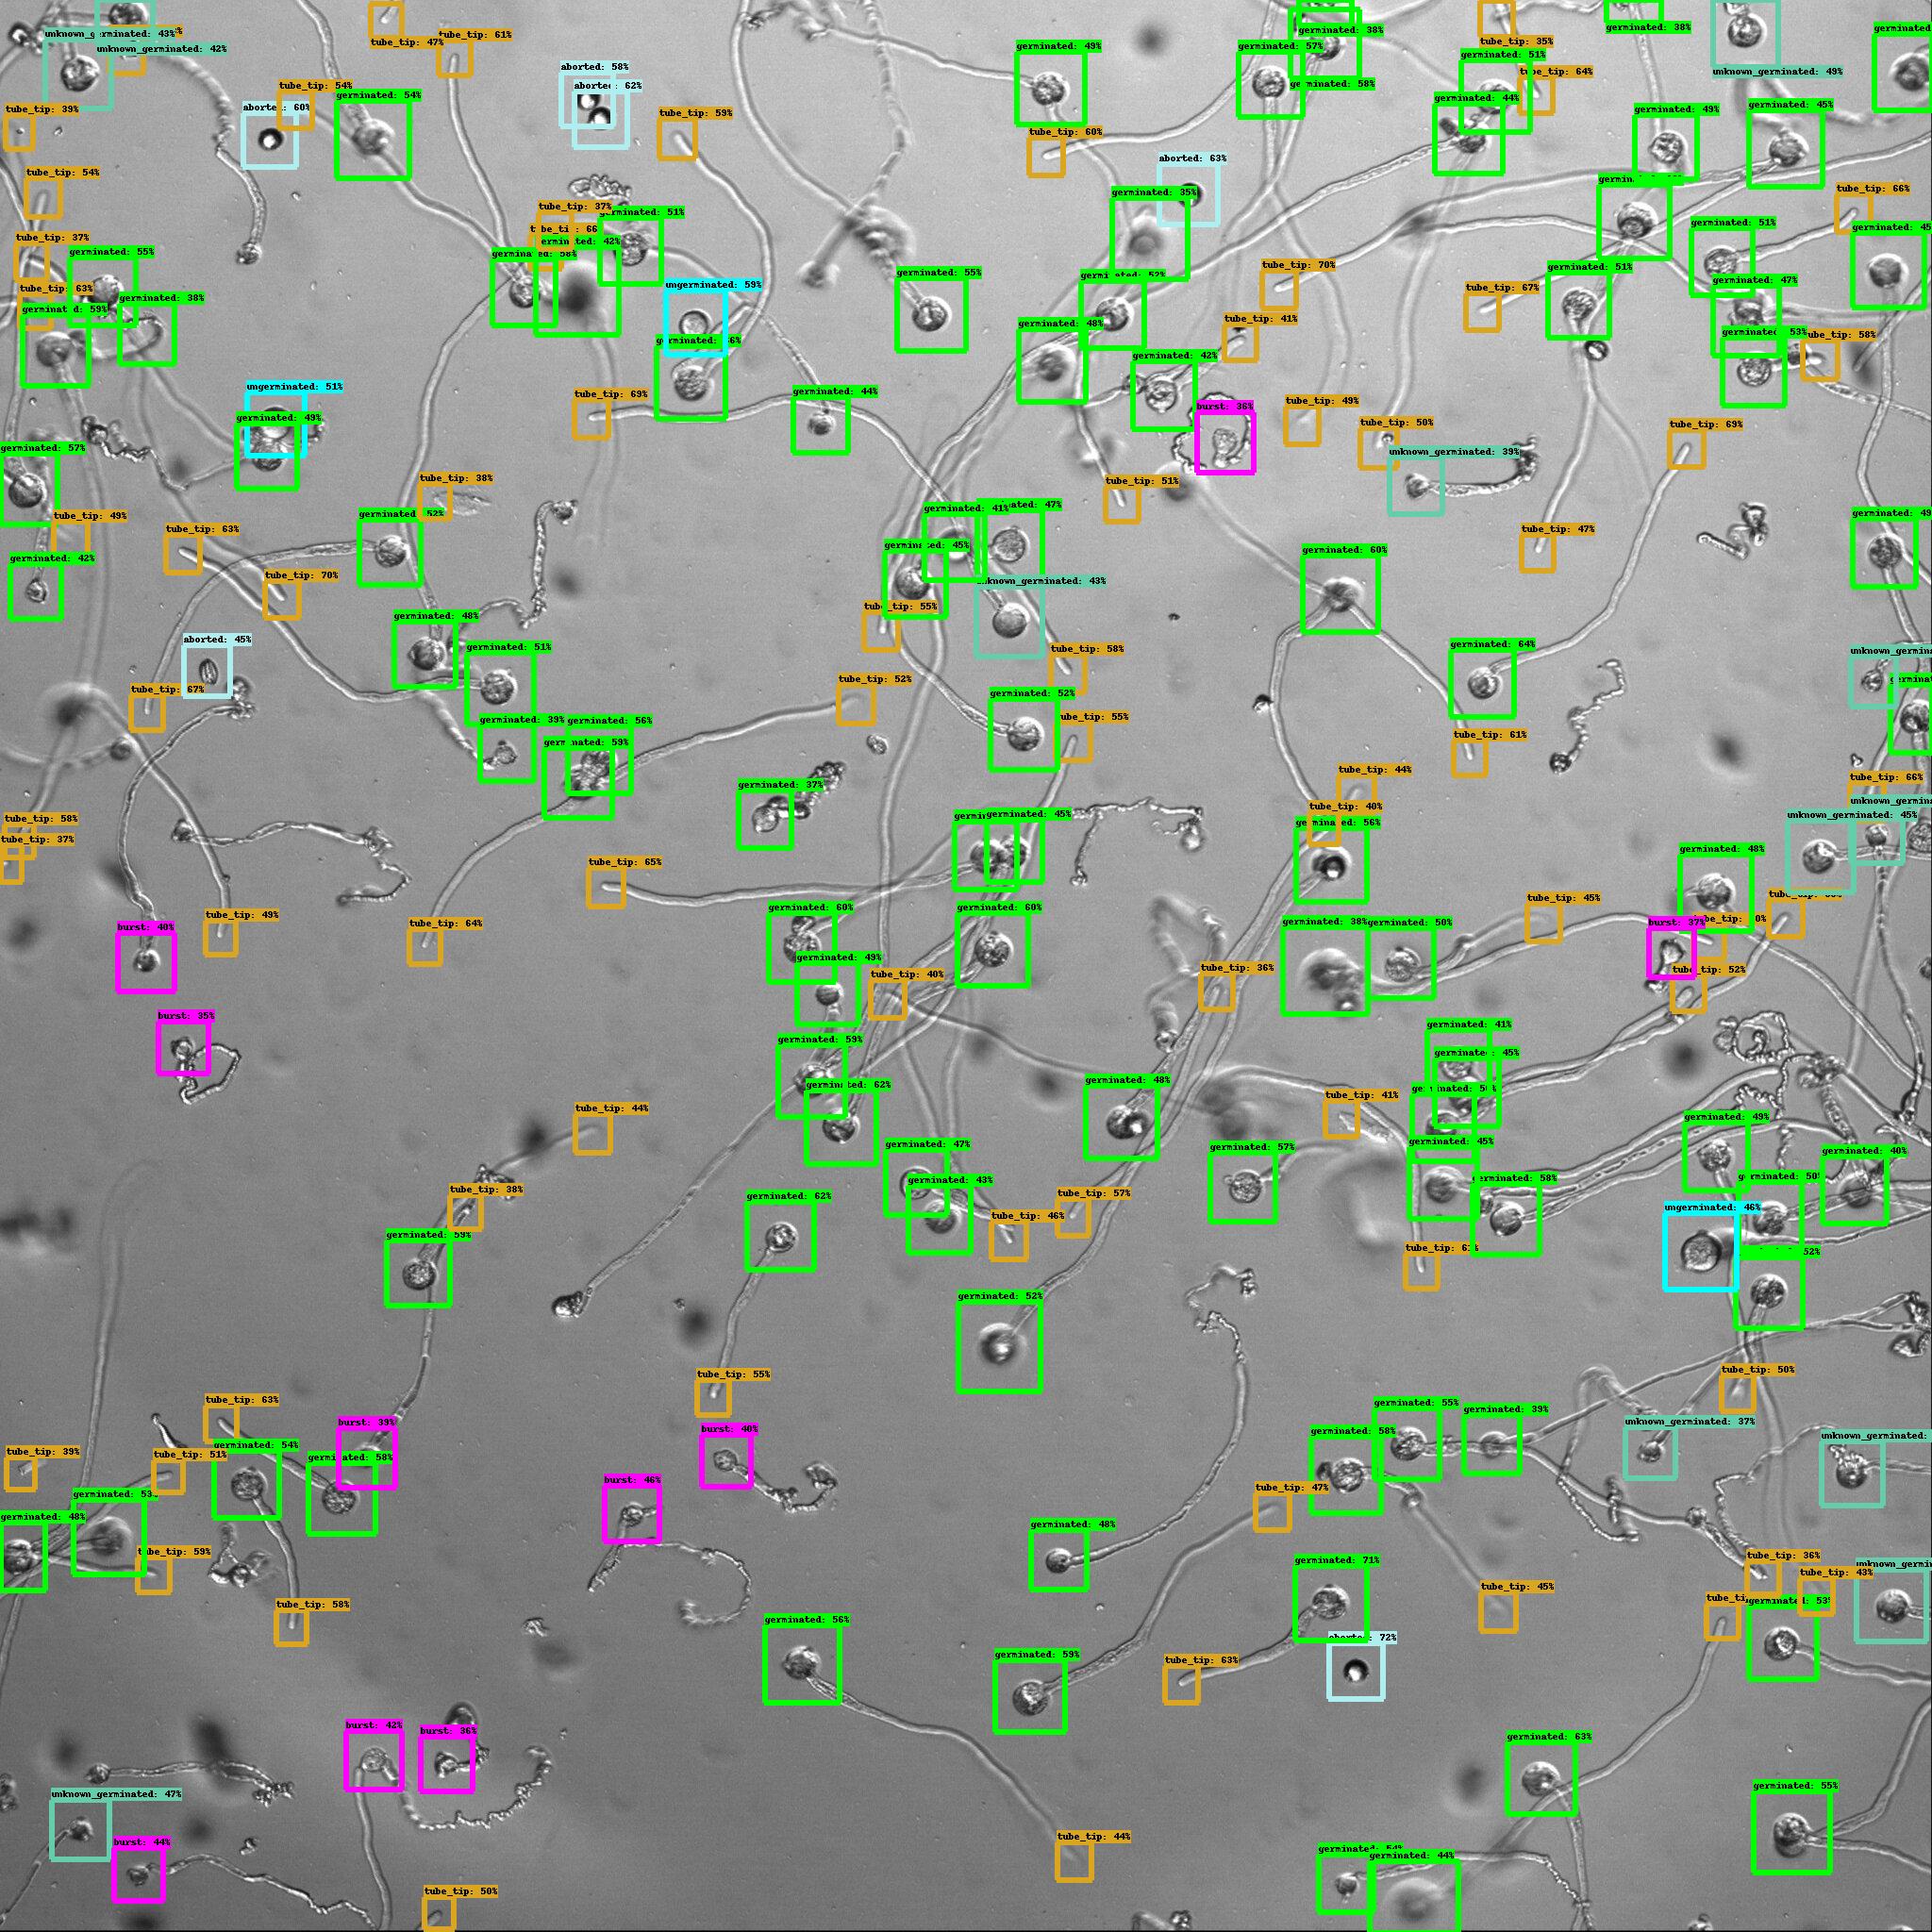 tube_tip: 47%
tube_tip: 61%
unknown_germinated: 42%
aborted: 58%
aborted: 62%
germinated: 49%
germinated: 57%
germinated: 38%
germinated: 58%
tube_tip: 35%
germinated: 51%
germinated: 38%
unknown_germinated: 49%
tube_tip: 64%
tube_tip: 54%
germinated: 54%
tube_tip: 39%
aborted: 60%
tube_tip: 59%
tube_tip: 60%
germinated: 44%
germinated: 49%
germinated: 45%
aborted: 63%
tube_tip: 54%
germinated: 35%
tube_tip: 66%
tube_tip: 37%
germinated: 51%
germinated: 51%
tube_tip: 37%
germinated: 55%
germinated: 42%
tube_tip: 70%
germinated: 51%
tube_tip: 63%
germinated: 38%
ungerminated: 59%
germinated: 55%
tube_tip: 67%
germinated: 47%
germinated: 59%
germinated: 48%
tube_tip: 41%
tube_tip: 58%
germinated: 42%
ungerminated: 51%
germinated: 49%
tube_tip: 69%
germinated: 44%
burst: 36%
tube_tip: 49%
tube_tip: 50%
tube_tip: 69%
germinated: 57%
unknown_germinated: 39%
tube_tip: 38%
tube_tip: 51%
tube_tip: 49%
germinated: 52%
germinated: 41%
tube_tip: 63%
germinated: 45%
tube_tip: 47%
germinated: 42%
tube_tip: 70%
unknown_germinated: 43%
germinated: 60%
tube_tip: 55%
germinated: 48%
aborted: 45%
germinated: 51%
tube_tip: 58%
germinated: 64%
tube_tip: 67%
tube_tip: 52%
germinated: 52%
germinated: 39%
germinated: 56%
tube_tip: 55%
germinated: 59%
tube_tip: 61%
tube_tip: 44%
germinated: 37%
tube_tip: 66%
tube_tip: 58%
tube_tip: 40%
germinated: 45%
germinated: 56%
unknown_germinated: 45%
tube_tip: 37%
germinated: 48%
tube_tip: 65%
tube_tip: 45%
germinated: 60%
germinated: 60%
burst: 40%
tube_tip: 49%
tube_tip: 64%
germinated: 38%
germinated: 50%
burst: 37%
germinated: 49%
tube_tip: 40%
tube_tip: 36%
tube_tip: 52%
burst: 35%
germinated: 41%
germinated: 59%
germinated: 45%
germinated: 62%
germinated: 48%
tube_tip: 41%
tube_tip: 44%
germinated: 49%
germinated: 47%
germinated: 57%
germinated: 45%
germinated: 40%
germinated: 43%
germinated: 58%
tube_tip: 38%
germinated: 62%
tube_tip: 57%
tube_tip: 46%
ungerminated: 46%
germinated: 59%
germinated: 52%
tube_tip: 55%
tube_tip: 50%
tube_tip: 63%
germinated: 55%
germinated: 39%
burst: 39%
burst: 40%
germinated: 58%
unknown_germinated: 37%
germinated: 54%
tube_tip: 39%
tube_tip: 51%
germinated: 58%
burst: 46%
tube_tip: 47%
germinated: 48%
germinated: 48%
tube_tip: 59%
germinated: 71%
tube_tip: 36%
tube_tip: 43%
tube_tip: 58%
tube_tip: 45%
germinated: 53%
germinated: 56%
aborted: 72%
germinated: 59%
tube_tip: 63%
burst: 42%
burst: 36%
germinated: 63%
unknown_germinated: 47%
germinated: 55%
burst: 44%
tube_tip: 44%
germinated: 44%
tube_tip: 50%